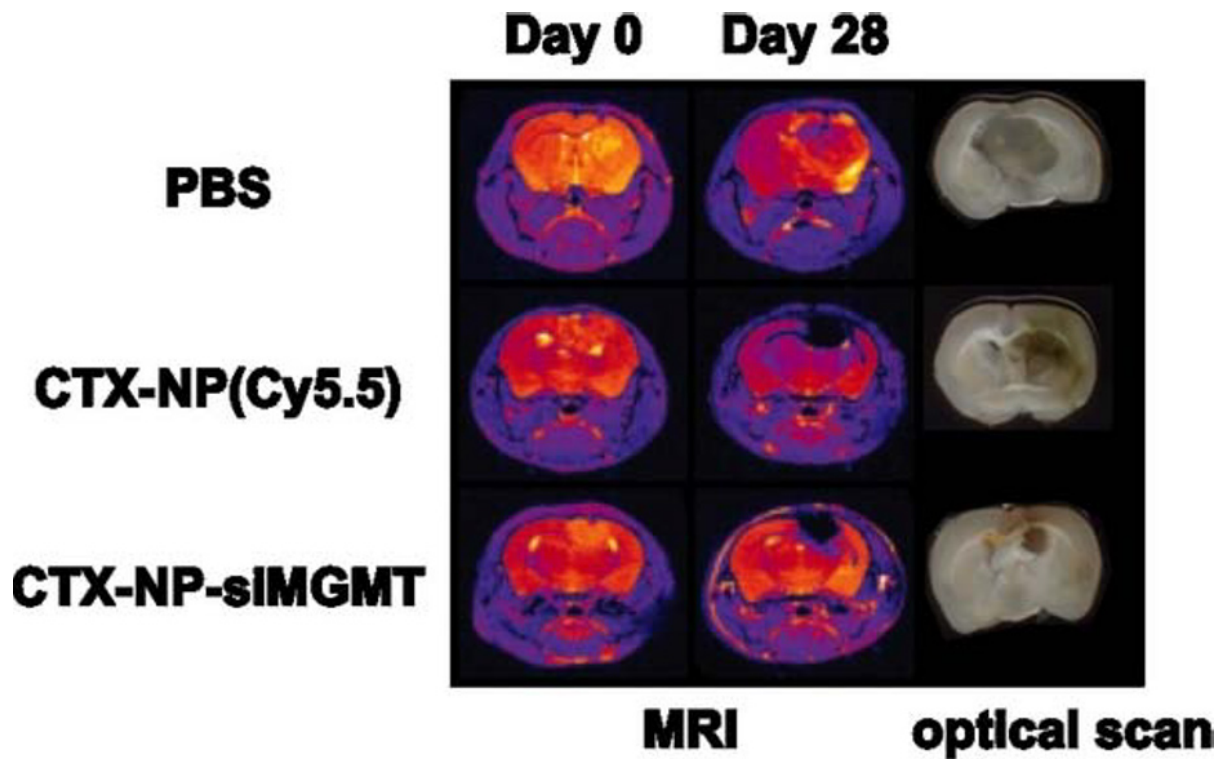 Day 0 Day 28
PBS
CTX-NP(Cy5.5)
CTX-NP-siMGMT
MRI optical scan